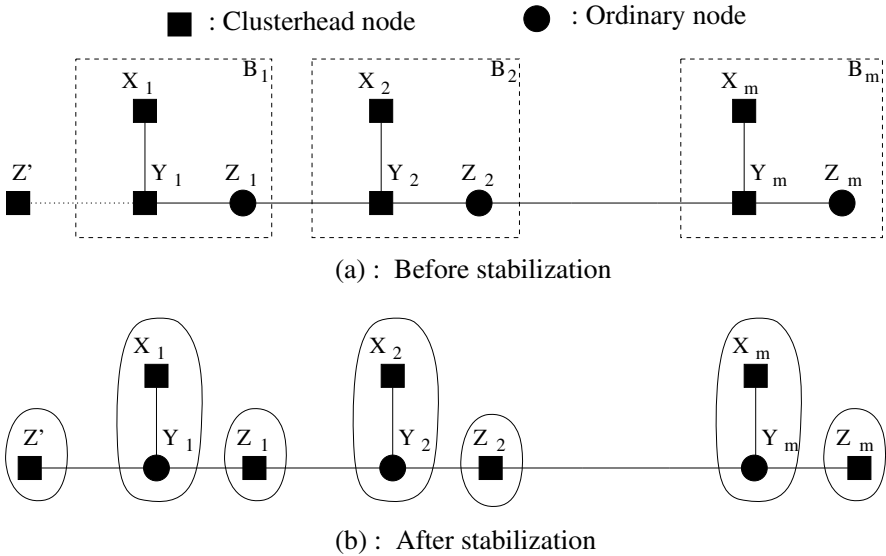 : Clusterhead node : Ordinary node
B 1 B 2 B m
X 1 X 2 X m
Z' Y 1 Z 1 Y 2 Z 2 Y m Z m
(a) : Before stabilization
X 1 X 2 X m
Z' Y 1 Z 1 Y 2 Z 2 Y m Z m
(b) : After stabilization